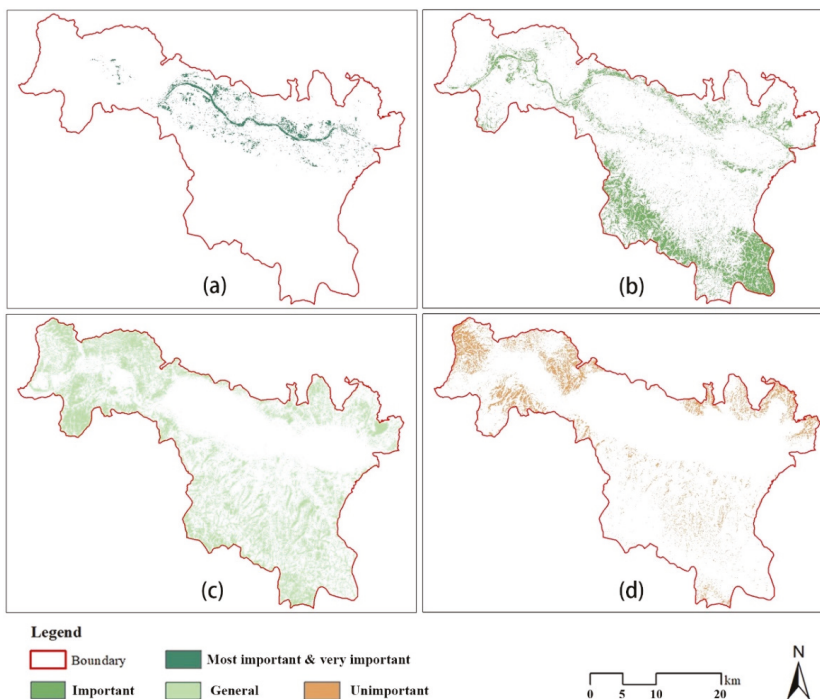 (a)
(b)
(c)
(d)
Legend
Boundary
Most important & very important
Important
General
Unimportant
N
km
0 5 10 20